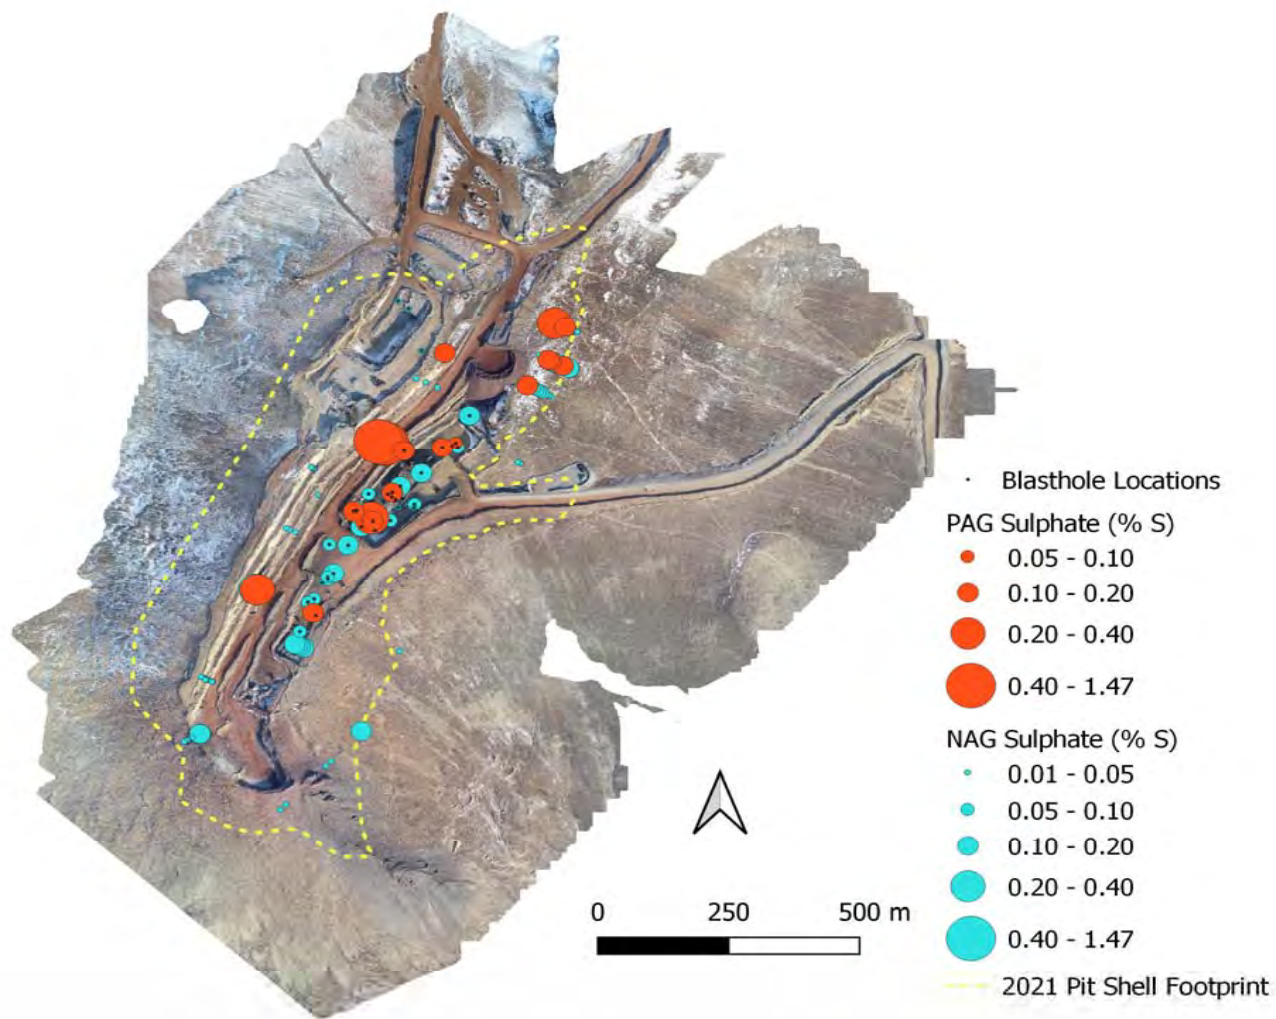 Blasthole Locations
PAG Sulphate (% S)
0.05 - 0.10
0.10 - 0.20
0.20 - 0.40
0.40 - 1.47
NAG Sulphate (% S)
0.01 - 0.05
0.05 - 0.10
0.10 - 0.20
0.20 - 0.40
0.40 - 1.47
2021 Pit Shell Footprint
0 250 500 m